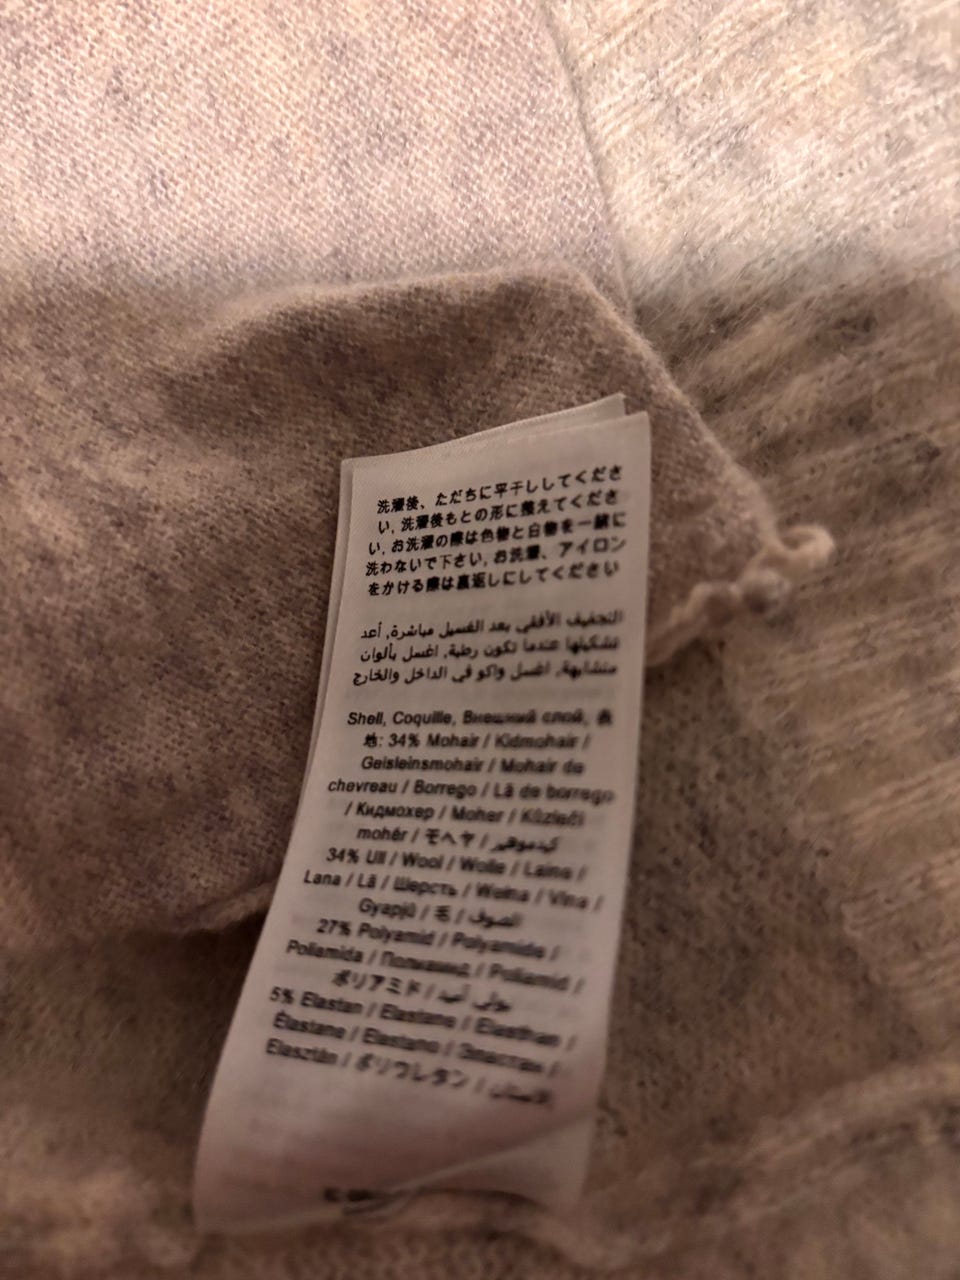 洗濯後、ただちに平干ししてくださ
い, 洗濯後もとの形に整えてくださ
い, お洗濯の際は色物と白物を一緒に
洗わないで下さい, お洗濯、アイロン
をかける際は裏返しにしてください
التجفيف الأفقي بعد الغسيل مباشرة, أعد
تشكيلها عندما تكون رطبة, اغسل بألوان
متشابهة, اغسل واكو في الداخل والخارج
Shell, Coquille, Внешний слой, 表
地: 34% Mohair / Kidmohair /
Geisleinsmohair / Mohair de
chevreau / Borrego / Lã de borrego
/ Кидмохер / Moher / Kůzlečí
mohér / モヘヤ / كيدموهير
34% Ull / Wool / Wolle / Laine /
Lana / Lã / Шерсть / Wełna / Vlna /
Gyapjú / 毛 / الصوف
27% Polyamid / Polyamide /
Poliamida / Полиамид / Poliamid /
ポリアミド / بولي أميد
5% Elastan / Elastane / Elasthan /
Élastane / Elastano / Эластан /
Elasztán / ポリウレタン / الاستان